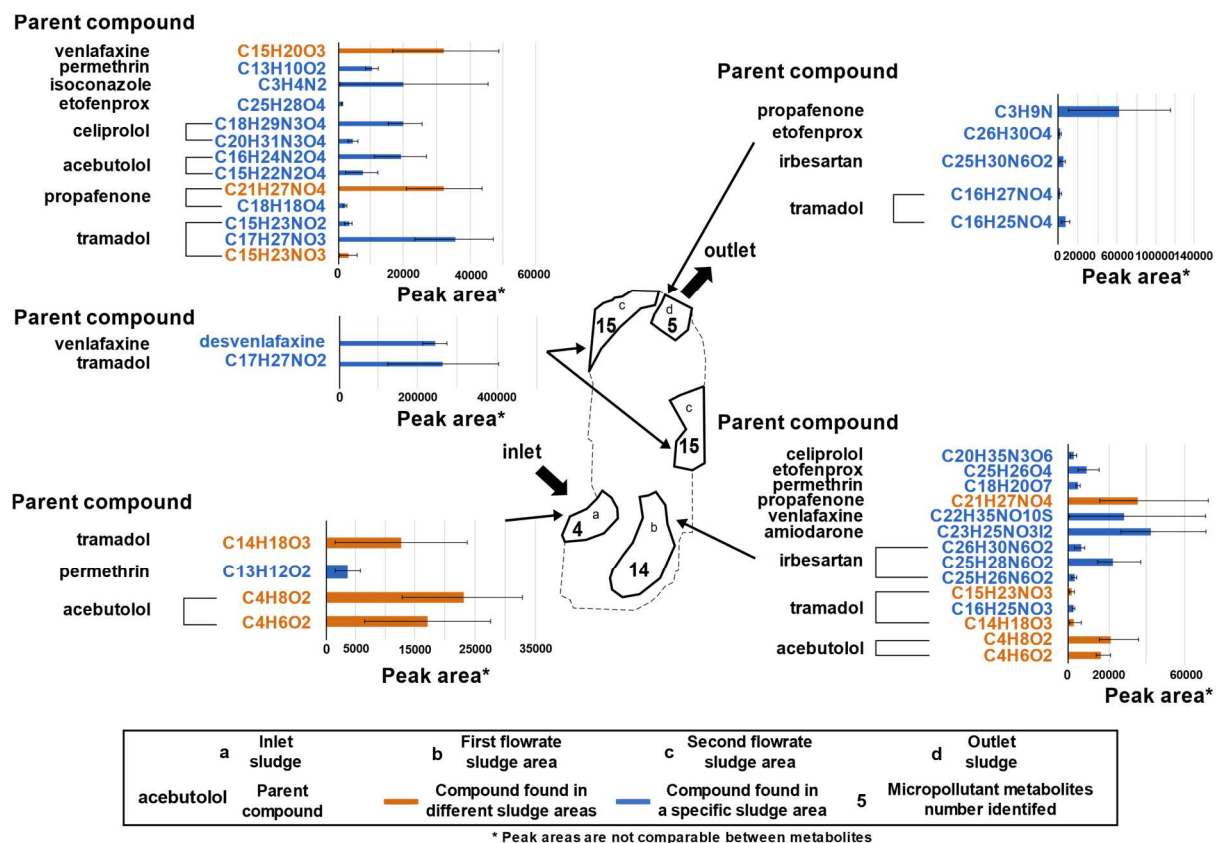 Parent compound
venlafaxine C15H20O3
permethrin C13H10O2
isoconazole C3H4N2
etofenprox C25H28O4
celiprolol C18H29N3O4
C20H31N3O4
acebutolol C16H24N2O4
C15H22N2O4
propafenone C21H27NO4
C18H18O4
C15H23NO2
tramadol C17H27NO3
C15H23NO3
0 20000 40000 60000
Peak area*
Parent compound
propafenone C3H9N
etofenprox C26H30O4
irbesartan C25H30N6O2
C16H27NO4
tramadol
C16H25NO4
0 20000 60000 100000 140000
Peak area*
outlet
Parent compound
venlafaxine desvenlafaxine
tramadol C17H27NO2
0 200000 400000
Peak area*
c
15
d
5
c
15
inlet
a
4
b
14
Parent compound
tramadol C14H18O3
permethrin C13H12O2
acebutolol C4H8O2
C4H6O2
0 5000 15000 25000 35000
Peak area*
Parent compound
celiprolol C20H35N3O6
etofenprox C25H26O4
permethrin C18H20O7
propafenone C21H27NO4
venlafaxine C22H35NO10S
amiodarone C23H25NO3I2
C26H30N6O2
irbesartan C25H28N6O2
C25H26N6O2
C15H23NO3
tramadol C16H25NO3
C14H18O3
acebutolol C4H8O2
C4H6O2
0 20000 60000
Peak area*
a Inlet sludge
b First flowrate sludge area
c Second flowrate sludge area
d Outlet sludge
acebutolol Parent compound
Compound found in different sludge areas
Compound found in a specific sludge area
5 Micropollutant metabolites number identifed
* Peak areas are not comparable between metabolites